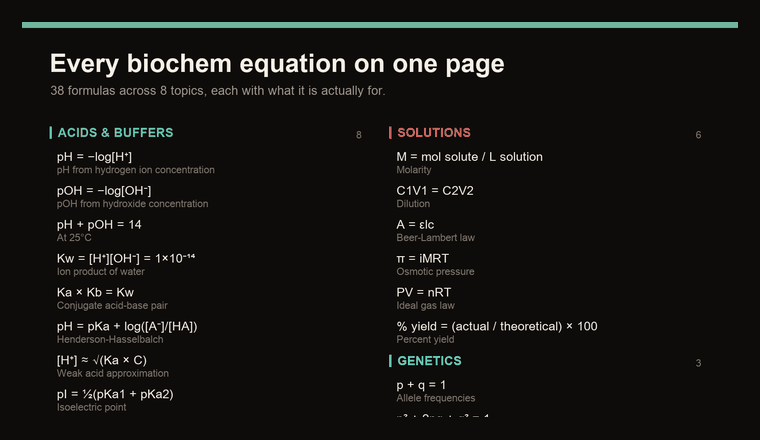 Every biochem equation on one page
38 formulas across 8 topics, each with what it is actually for.
ACIDS & BUFFERS 8
pH = −log[H⁺]
pH from hydrogen ion concentration
pOH = −log[OH⁻]
pOH from hydroxide concentration
pH + pOH = 14
At 25°C
Kw = [H⁺][OH⁻] = 1×10⁻¹⁴
Ion product of water
Ka × Kb = Kw
Conjugate acid-base pair
pH = pKa + log([A⁻]/[HA])
Henderson-Hasselbalch
[H⁺] ≈ √(Ka × C)
Weak acid approximation
pI = ½(pKa1 + pKa2)
Isoelectric point
SOLUTIONS 6
M = mol solute / L solution
Molarity
C1V1 = C2V2
Dilution
A = εlc
Beer-Lambert law
π = iMRT
Osmotic pressure
PV = nRT
Ideal gas law
% yield = (actual / theoretical) × 100
Percent yield
GENETICS 3
p + q = 1
Allele frequencies